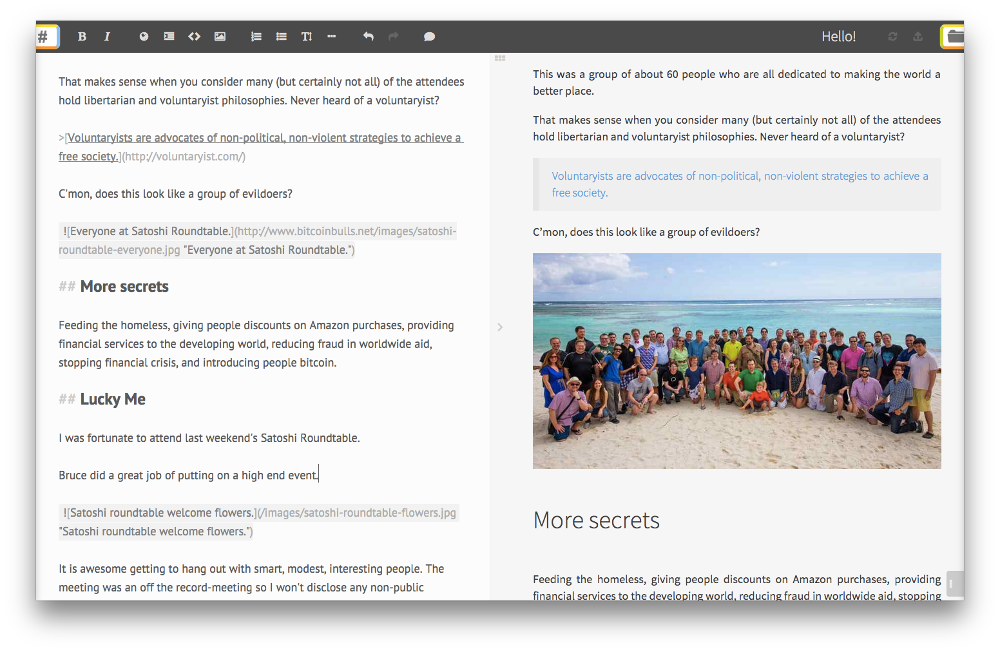 #
B I
T
Hello!
That makes sense when you consider many (but certainly not all) of the attendees
hold libertarian and voluntaryist philosophies. Never heard of a voluntaryist?
>[Voluntaryists are advocates of non-political, non-violent strategies to achieve a
free society.](http://voluntaryist.com/)
C'mon, does this look like a group of evildoers?
![Everyone at Satoshi Roundtable.](http://www.bitcoinbulls.net/images/satoshi-
roundtable-everyone.jpg "Everyone at Satoshi Roundtable.")
## More secrets
Feeding the homeless, giving people discounts on Amazon purchases, providing
financial services to the developing world, reducing fraud in worldwide aid,
stopping financial crisis, and introducing people bitcoin.
## Lucky Me
I was fortunate to attend last weekend's Satoshi Roundtable.
Bruce did a great job of putting on a high end event.
![Satoshi roundtable welcome flowers.](/images/satoshi-roundtable-flowers.jpg
"Satoshi roundtable welcome flowers.")
It is awesome getting to hang out with smart, modest, interesting people. The
meeting was an off the record-meeting so I won't disclose any non-public
This was a group of about 60 people who are all dedicated to making the world a
better place.
That makes sense when you consider many (but certainly not all) of the attendees
hold libertarian and voluntaryist philosophies. Never heard of a voluntaryist?
Voluntaryists are advocates of non-political, non-violent strategies to achieve a
free society.
C’mon, does this look like a group of evildoers?
More secrets
Feeding the homeless, giving people discounts on Amazon purchases, providing
financial services to the developing world, reducing fraud in worldwide aid, stopping